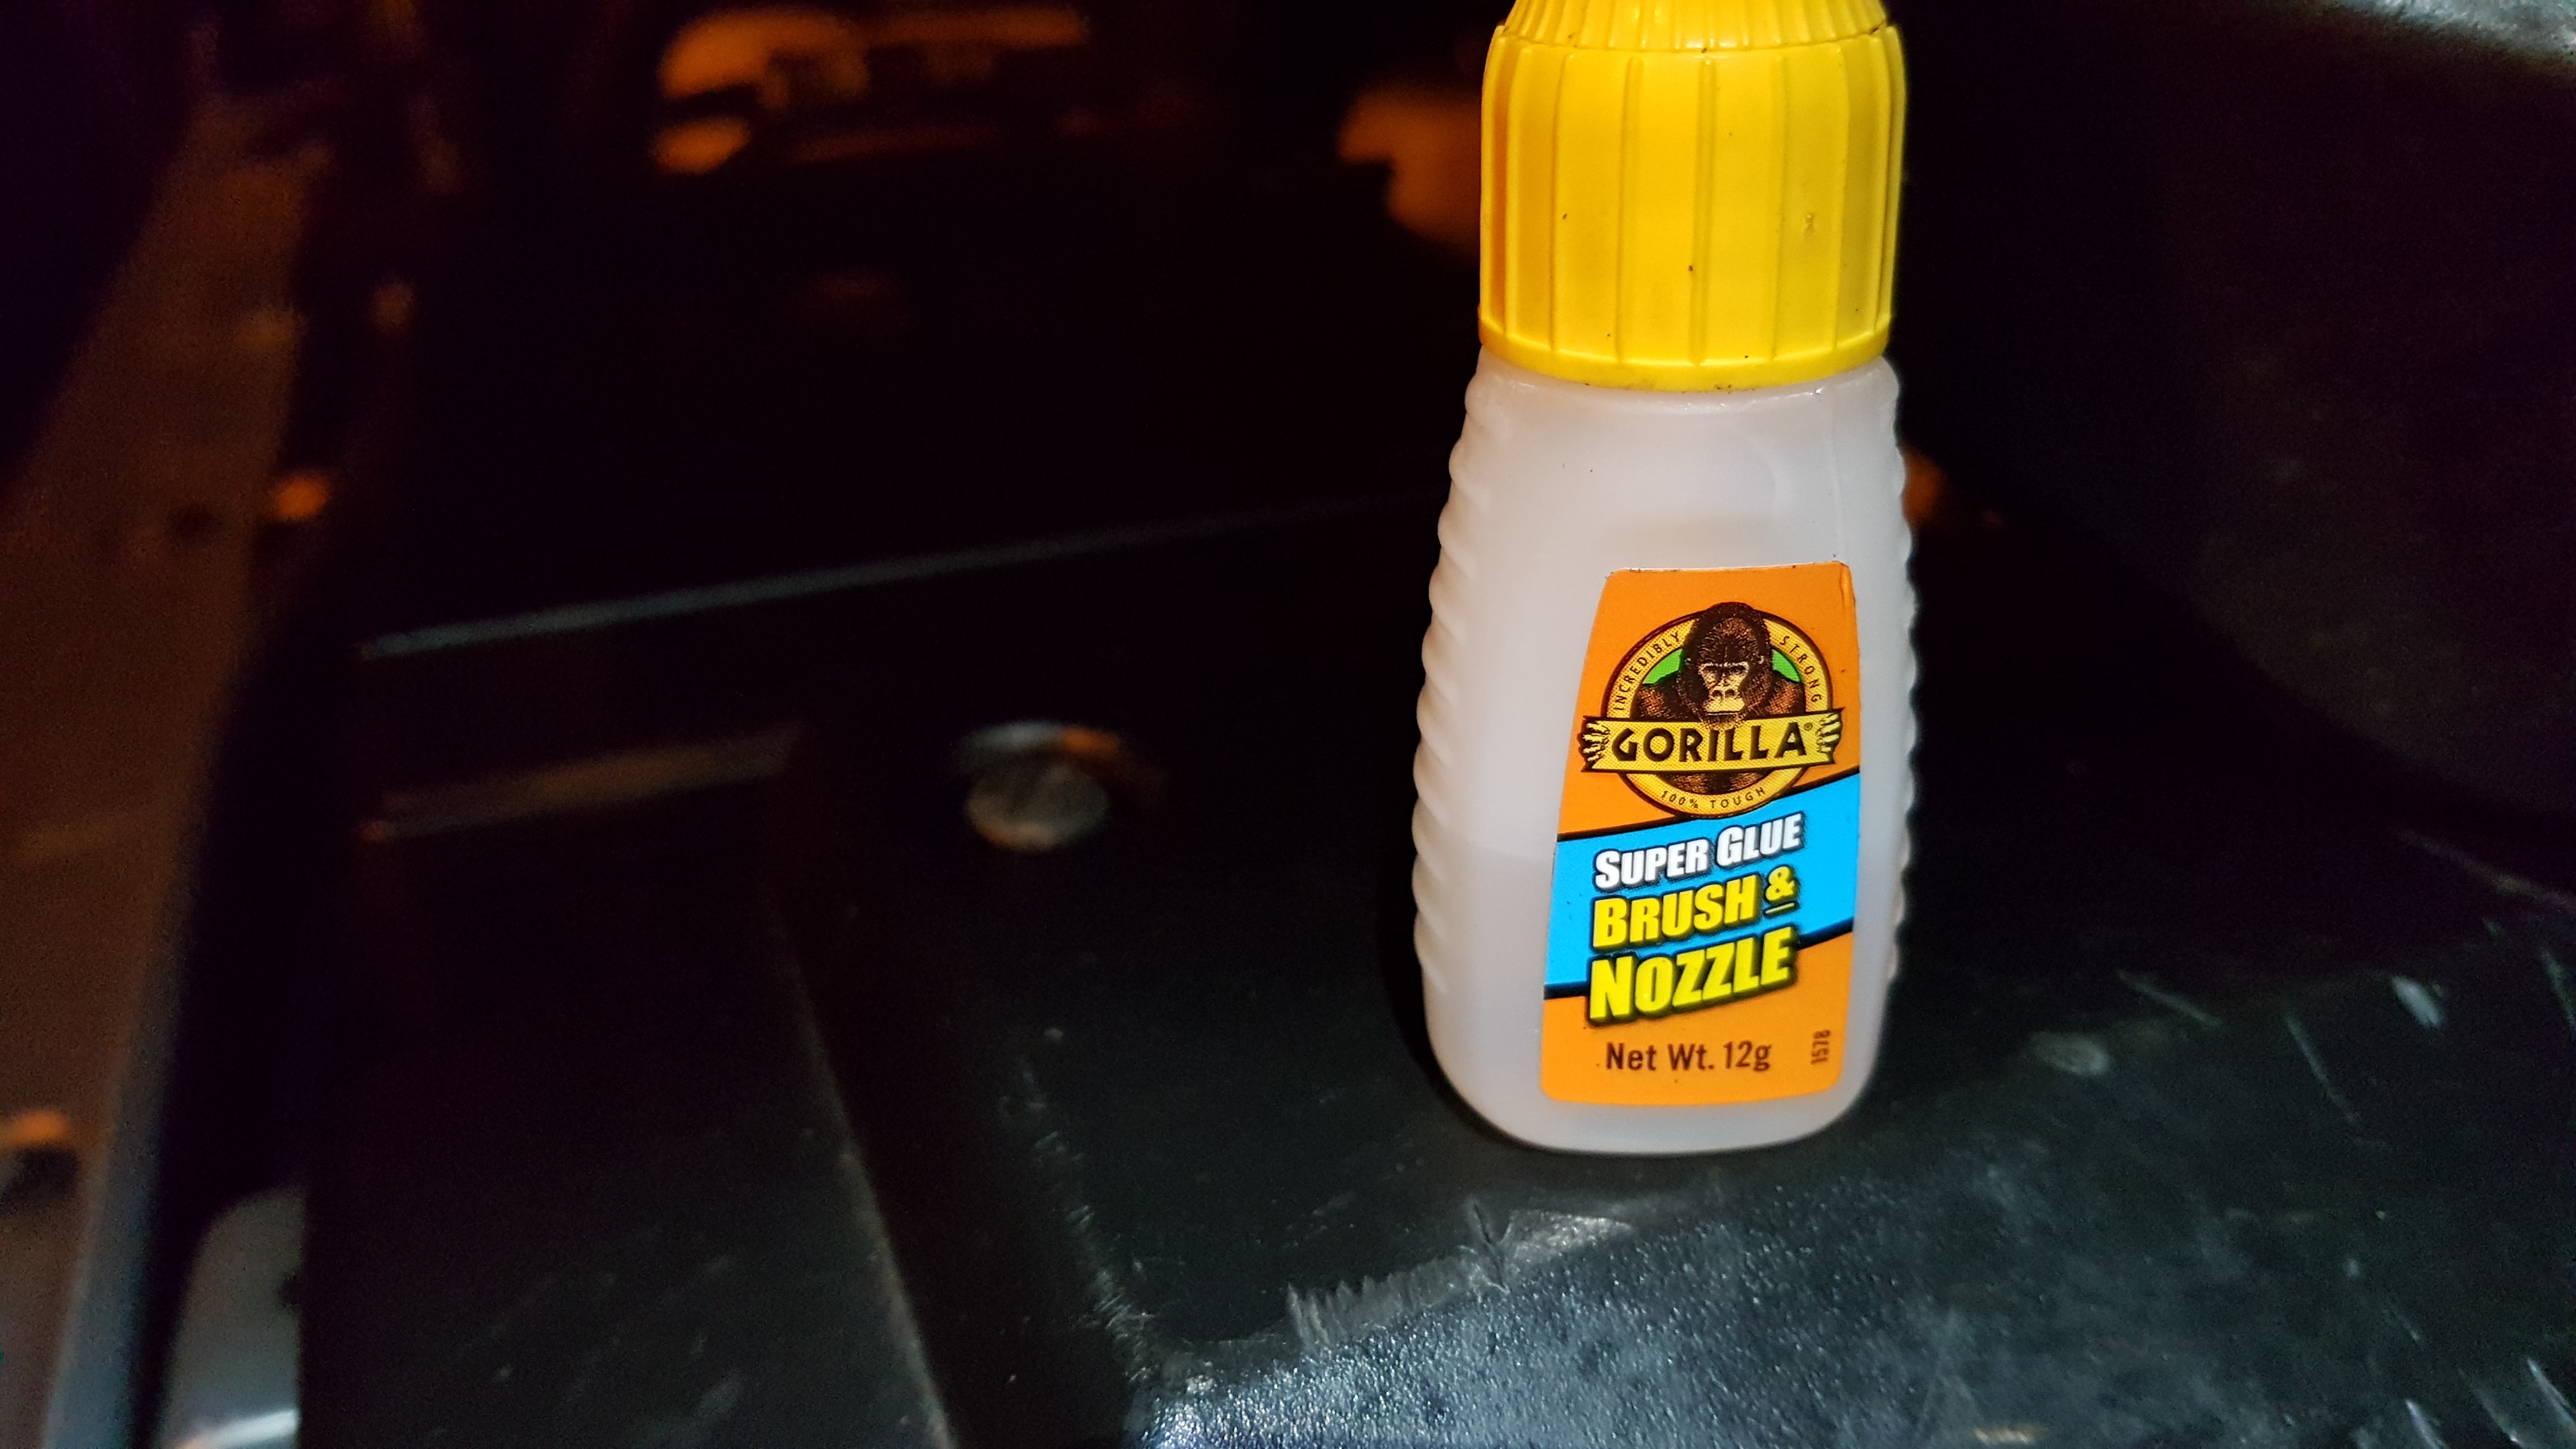 INCREDIBLY STRONG
GORILLA®
100% TOUGH
SUPER GLUE
BRUSH &
NOZZLE
Net Wt. 12g
1578